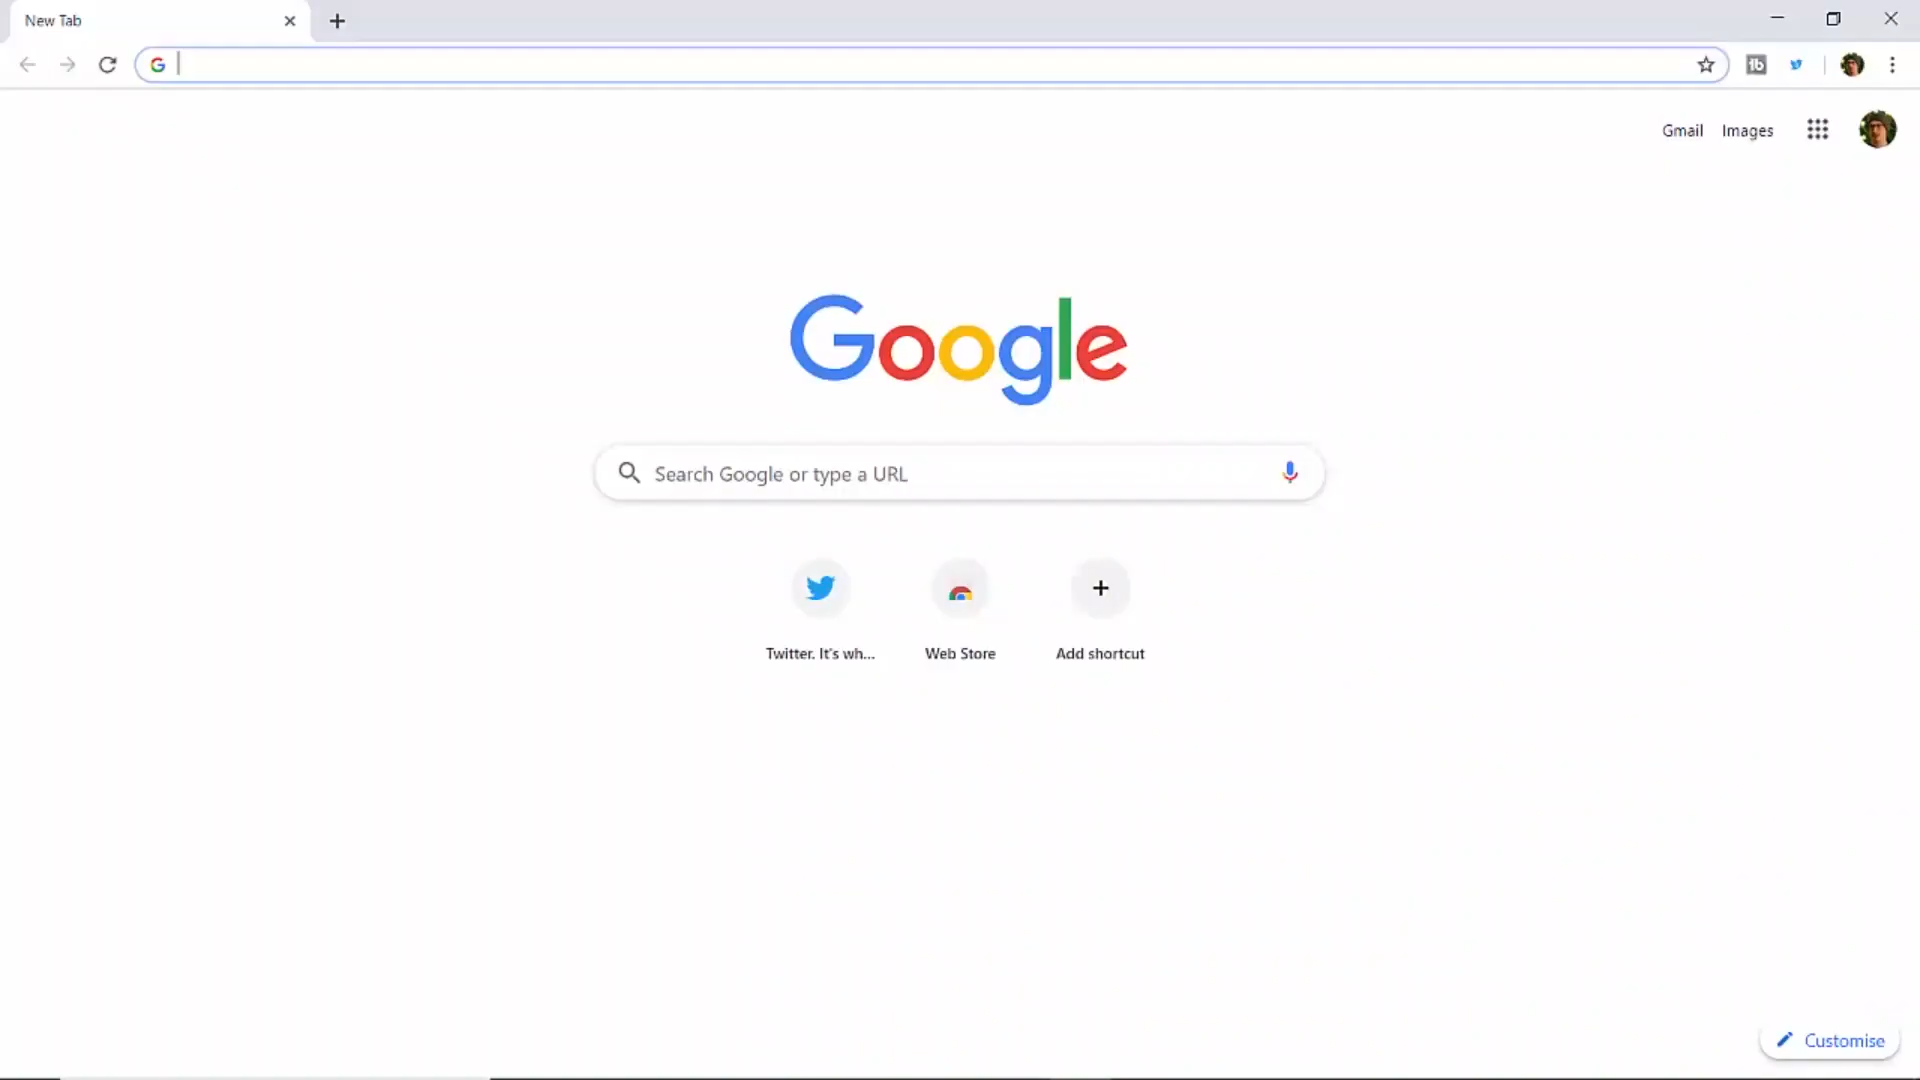 New Tab
Gmail Images
Google
Search Google or type a URL
Twitter. It's wh...
Web Store
Add shortcut
Customise